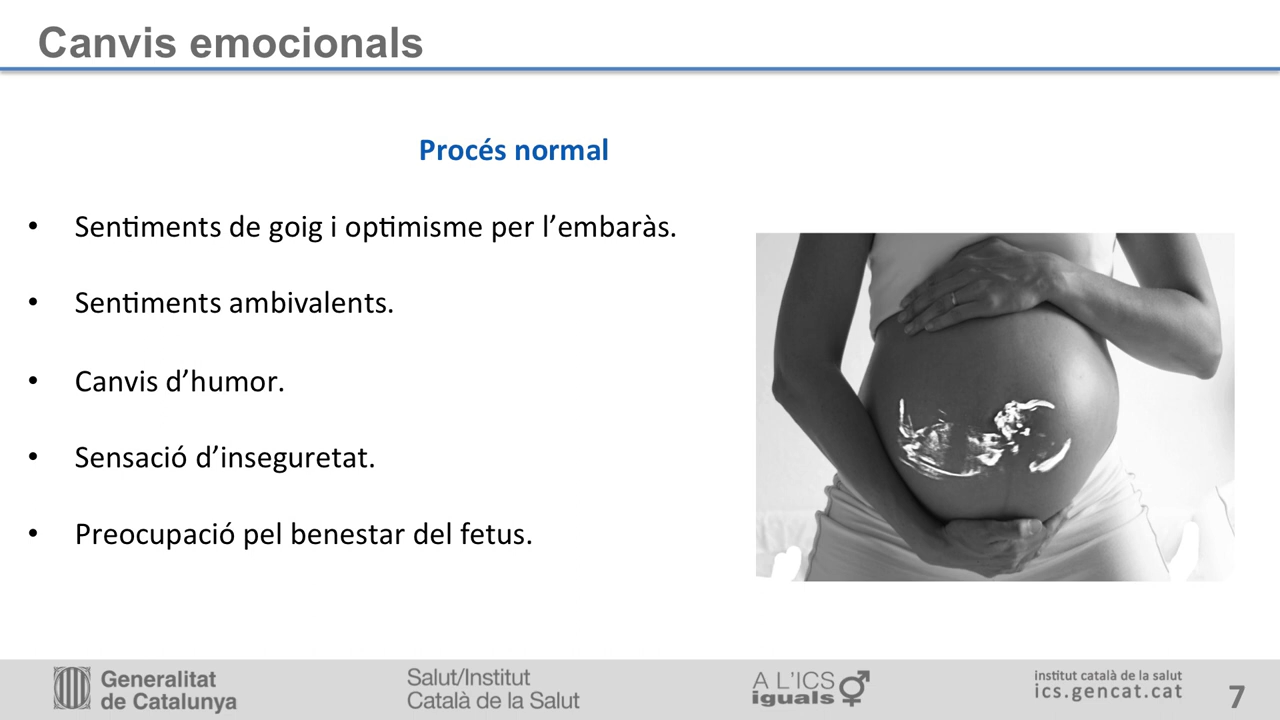 Canvis emocionals
Procés normal
• Sentiments de goig i optimisme per l’embaràs.
• Sentiments ambivalents.
• Canvis d’humor.
• Sensació d’inseguretat.
• Preocupació pel benestar del fetus.
Generalitat
de Catalunya
Salut/Institut
Català de la Salut
A L'ICS
iguals
institut català de la salut
ics.gencat.cat
7